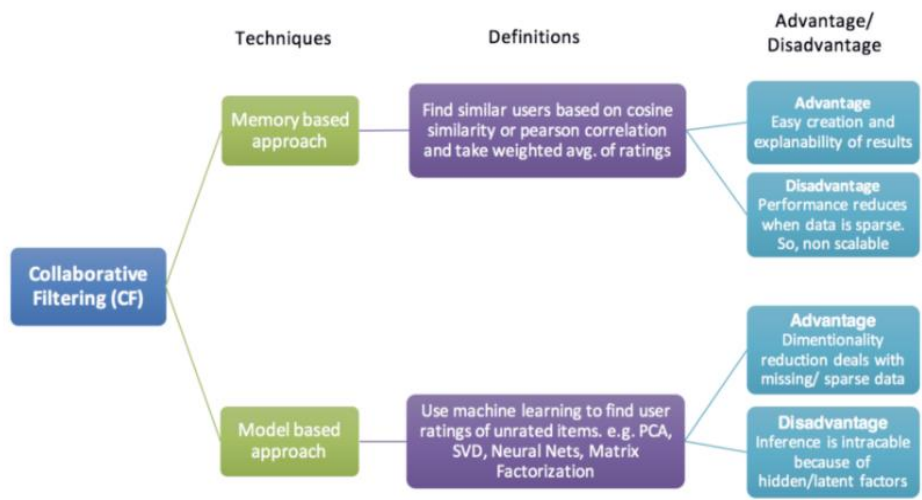 Techniques
Definitions
Advantage/
Disadvantage
Memory based
approach
Find similar users based on cosine
similarity or pearson correlation
and take weighted avg. of ratings
Advantage
Easy creation and
explanability of results
Disadvantage
Performance reduces
when data is sparse.
So, non scalable
Collaborative
Filtering (CF)
Model based
approach
Use machine learning to find user
ratings of unrated items. e.g. PCA,
SVD, Neural Nets, Matrix
Factorization
Advantage
Dimentionality
reduction deals with
missing/ sparse data
Disadvantage
Inference is intracable
because of
hidden/latent factors